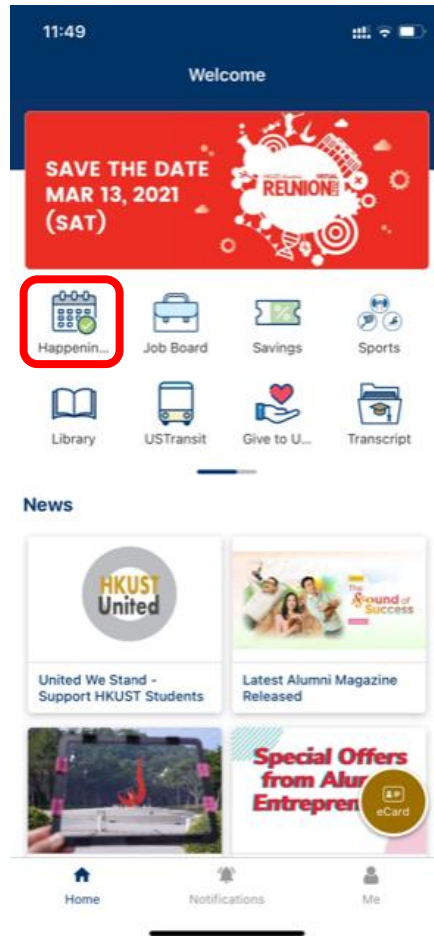 11:49
Welcome
SAVE THE DATE
MAR 13, 2021
(SAT)
REUNION
Happenin...
Job Board
Savings
Sports
Library
USTransit
Give to U...
Transcript
News
HKUST
United
The
Sound of
Success
United We Stand -
Support HKUST Students
Latest Alumni Magazine
Released
Special Offers
from Alu
Entrepren
eCard
Home
Notifications
Me